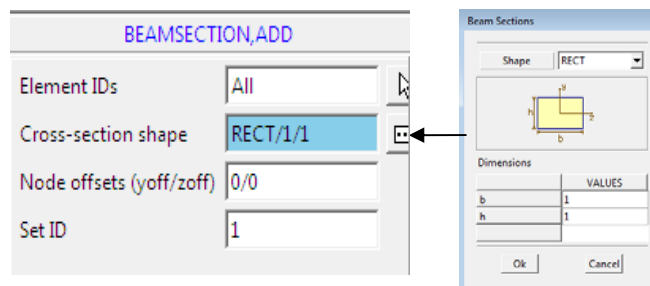 BEAMSECTION,ADD
Element IDs All
Cross-section shape RECT/1/1
Node offsets (yoff/zoff) 0/0
Set ID 1
Beam Sections
Shape RECT
y
h
z
b
Dimensions
VALUES
b 1
h 1
Ok Cancel